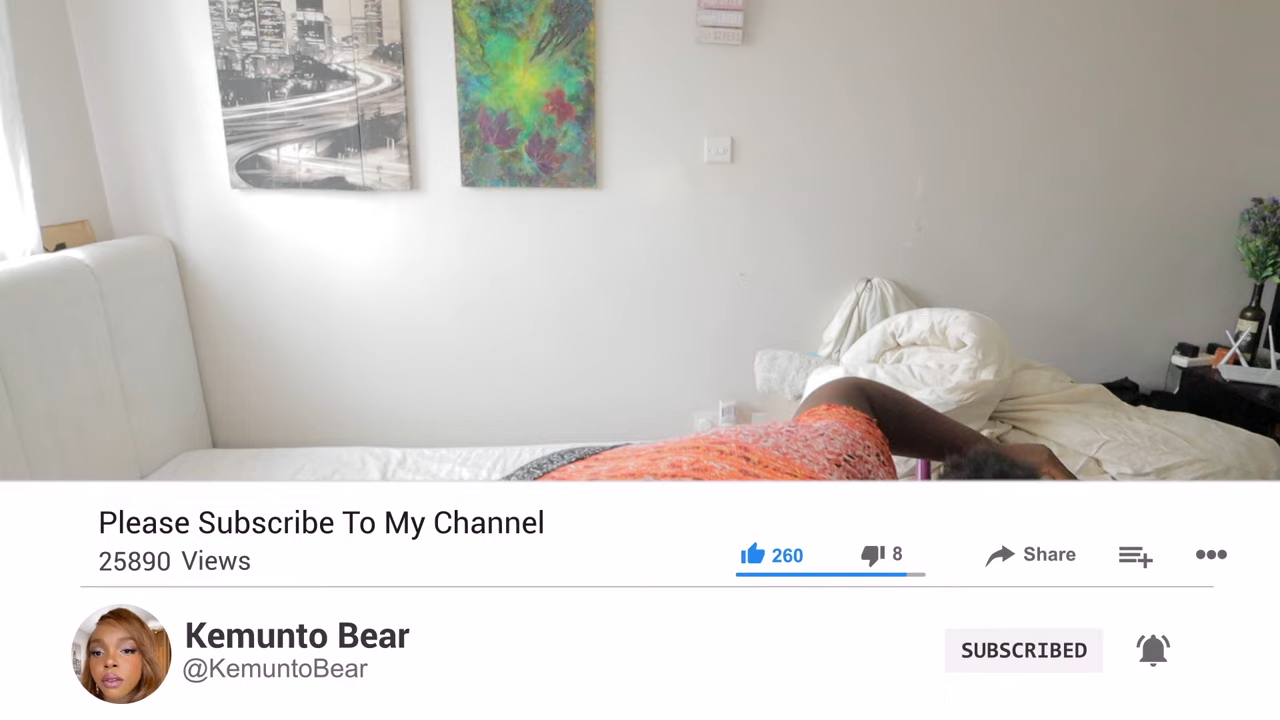 Please Subscribe To My Channel
25890 Views
260
8
Share
Kemunto Bear
@KemuntoBear
SUBSCRIBED